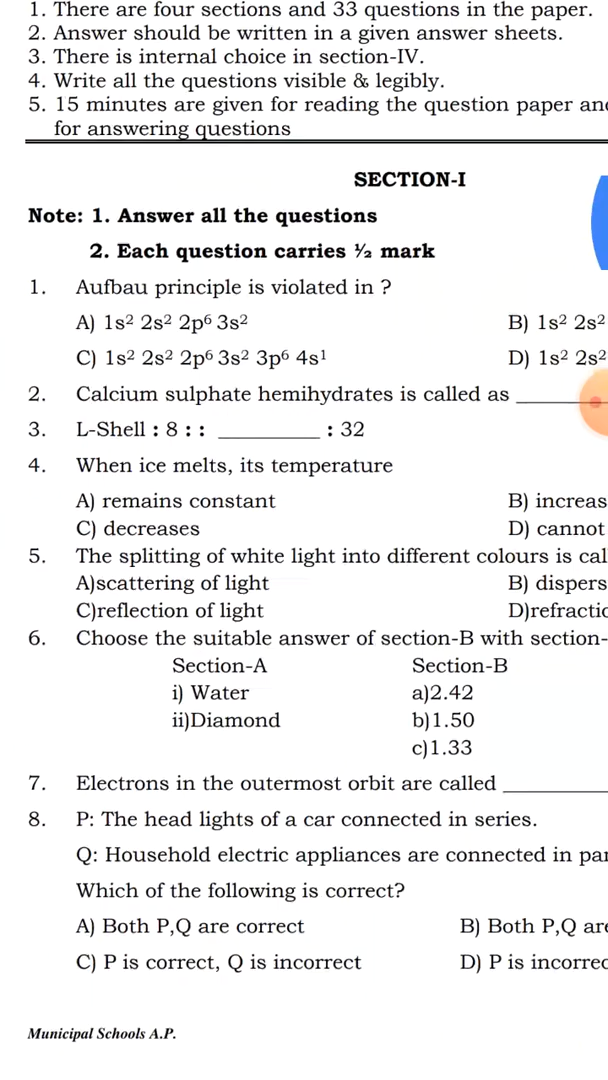 1. There are four sections and 33 questions in the paper.
2. Answer should be written in a given answer sheets.
3. There is internal choice in section-IV.
4. Write all the questions visible & legibly.
5. 15 minutes are given for reading the question paper
for answering questions
SECTION-I
Note: 1. Answer all the questions
2. Each question carries ½ mark
1. Aufbau principle is violated in ?
A) 1s² 2s² 2p⁶ 3s² B) 1s² 2s²
C) 1s² 2s² 2p⁶ 3s² 3p⁶ 4s¹ D) 1s² 2s²
2. Calcium sulphate hemihydrates is called as ________
3. L-Shell : 8 : : __________ : 32
4. When ice melts, its temperature
A) remains constant B) increas
C) decreases D) cannot
5. The splitting of white light into different colours is cal
A)scattering of light B) dispers
C)reflection of light D)refractio
6. Choose the suitable answer of section-B with section-
Section-A Section-B
i) Water a)2.42
ii)Diamond b)1.50
c)1.33
7. Electrons in the outermost orbit are called __________
8. P: The head lights of a car connected in series.
Q: Household electric appliances are connected in par
Which of the following is correct?
A) Both P,Q are correct B) Both P,Q are
C) P is correct, Q is incorrect D) P is incorrec
Municipal Schools A.P.